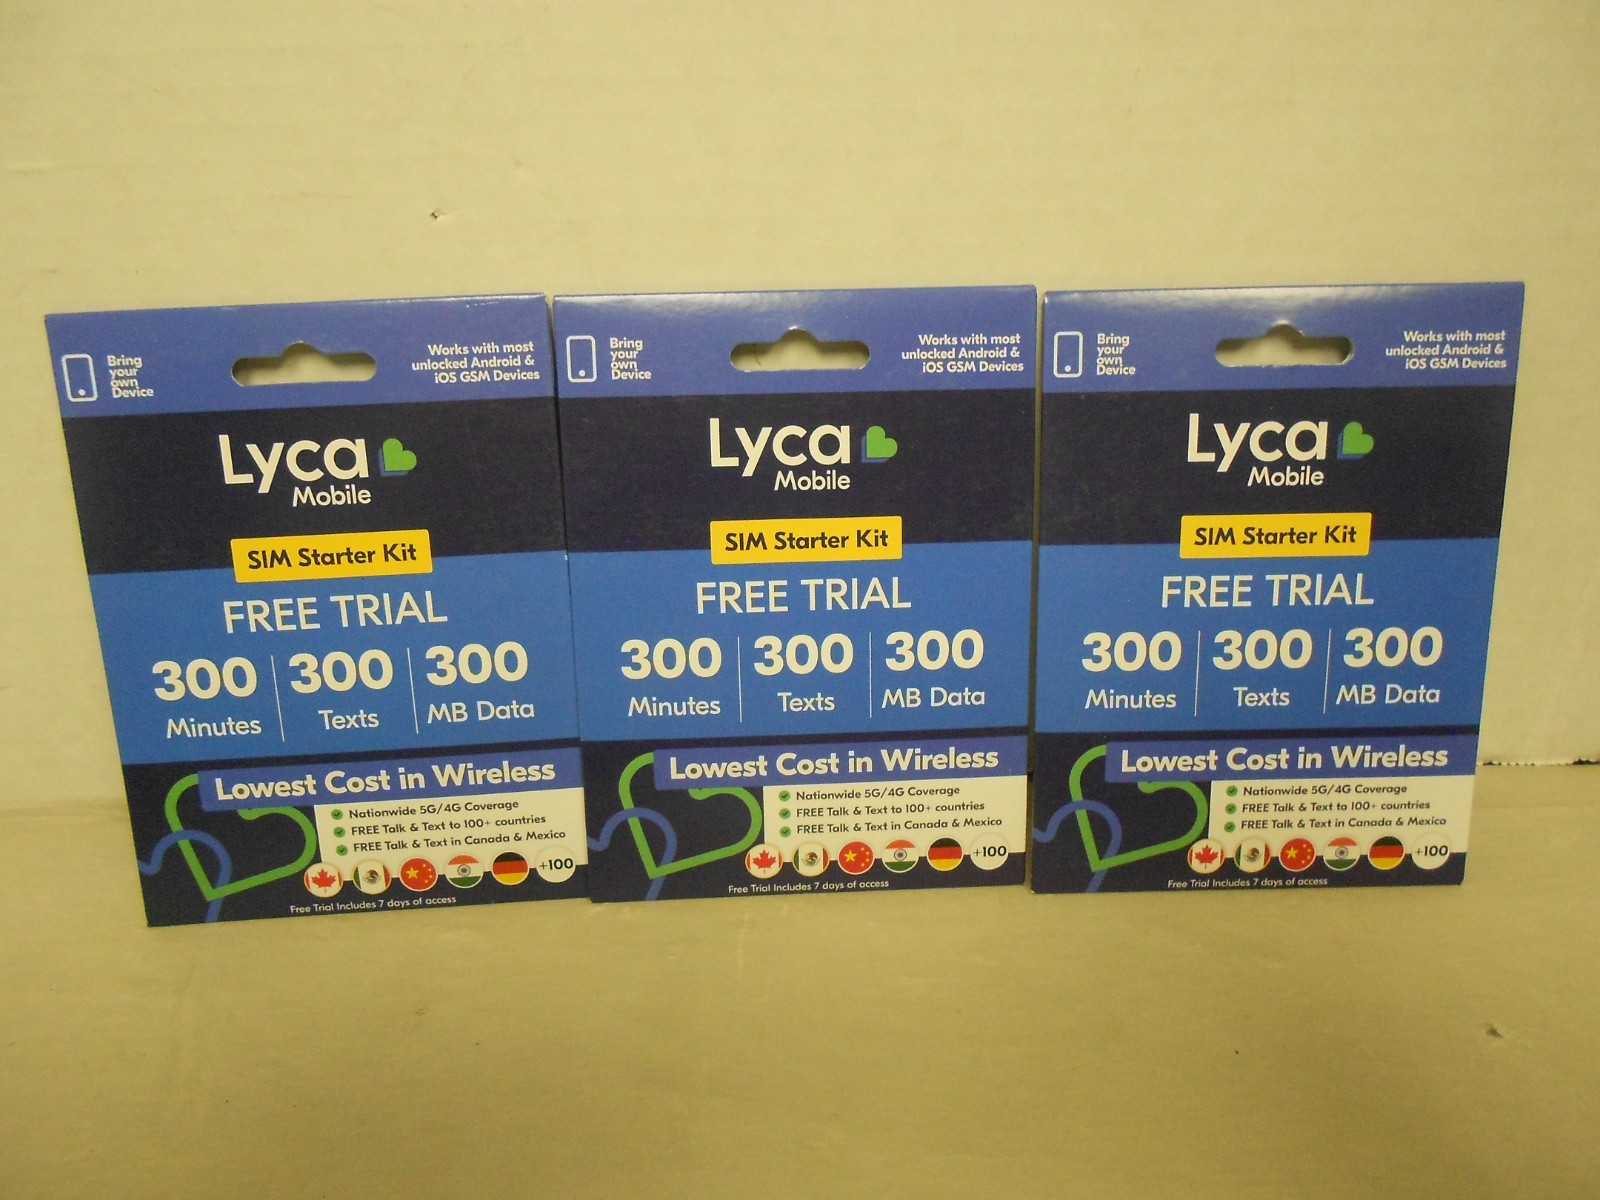 Bring
your
own
Device
Works with most
unlocked Android &
iOS GSM Devices
Lyca
Mobile
SIM Starter Kit
FREE TRIAL
300 300 300
Minutes Texts MB Data
Lowest Cost in Wireless
Nationwide 5G/4G Coverage
FREE Talk & Text to 100+ countries
FREE Talk & Text in Canada & Mexico
+100
Free Trial Includes 7 days of access
Bring
your
own
Device
Works with most
unlocked Android &
iOS GSM Devices
Lyca
Mobile
SIM Starter Kit
FREE TRIAL
300 300 300
Minutes Texts MB Data
Lowest Cost in Wireless
Nationwide 5G/4G Coverage
FREE Talk & Text to 100+ countries
FREE Talk & Text in Canada & Mexico
+100
Free Trial Includes 7 days of access
Bring
your
own
Device
Works with most
unlocked Android &
iOS GSM Devices
Lyca
Mobile
SIM Starter Kit
FREE TRIAL
300 300 300
Minutes Texts MB Data
Lowest Cost in Wireless
Nationwide 5G/4G Coverage
FREE Talk & Text to 100+ countries
FREE Talk & Text in Canada & Mexico
+100
Free Trial Includes 7 days of access